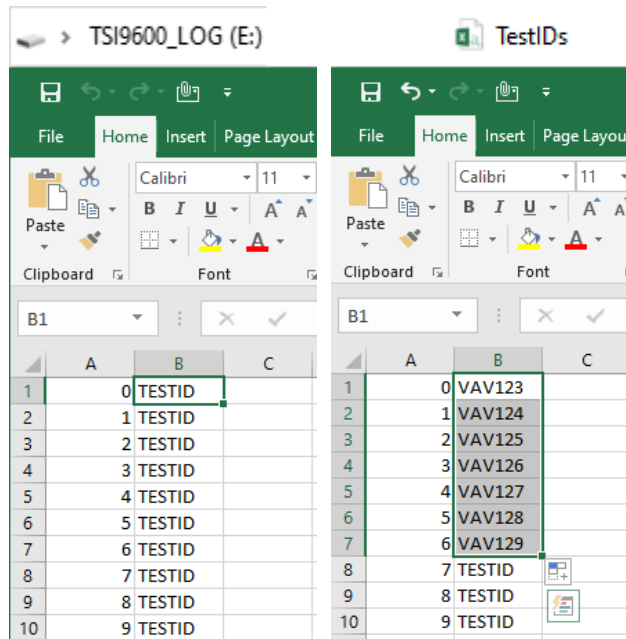 TSI9600_LOG (E:)
File Home Insert Page Layout
Paste
Calibri 11
B I U A A
Clipboard Font
B1
A B C
1 0 TESTID
2 1 TESTID
3 2 TESTID
4 3 TESTID
5 4 TESTID
6 5 TESTID
7 6 TESTID
8 7 TESTID
9 8 TESTID
10 9 TESTID
TestIDs
File Home Insert Page Layou
Paste
Calibri 11
B I U A A
Clipboard Font
B1
A B C
1 0 VAV123
2 1 VAV124
3 2 VAV125
4 3 VAV126
5 4 VAV127
6 5 VAV128
7 6 VAV129
8 7 TESTID
9 8 TESTID
10 9 TESTID